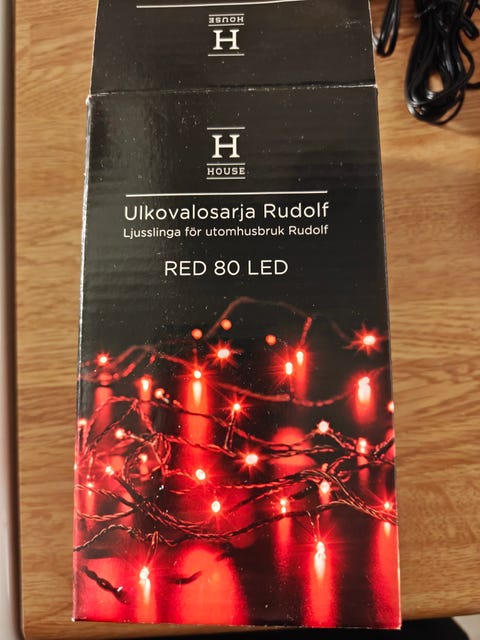 HOUSE
H
H
HOUSE
Ulkovalosarja Rudolf
Ljusslinga för utomhusbruk Rudolf
RED 80 LED